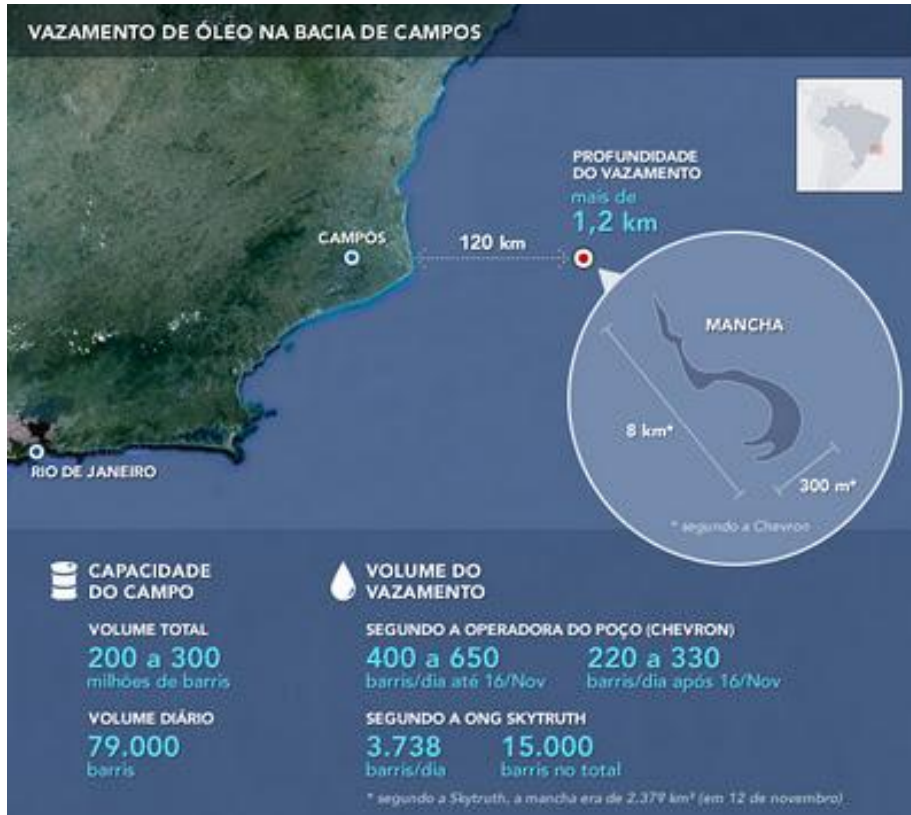 VAZAMENTO DE ÓLEO NA BACIA DE CAMPOS
PROFUNDIDADE
DO VAZAMENTO
mais de
1,2 km
CAMPOS
120 km
MANCHA
8 km*
300 m*
* segundo a Chevron
RIO DE JANEIRO
CAPACIDADE
DO CAMPO
VOLUME TOTAL
200 a 300
milhões de barris
VOLUME DIÁRIO
79.000
barris
VOLUME DO
VAZAMENTO
SEGUNDO A OPERADORA DO POÇO (CHEVRON)
400 a 650
barris/dia até 16/Nov
220 a 330
barris/dia após 16/Nov
SEGUNDO A ONG SKYTRUTH
3.738
barris/dia
15.000
barris no total
* segundo a Skytruth, a mancha era de 2.379 km² (em 12 de novembro)